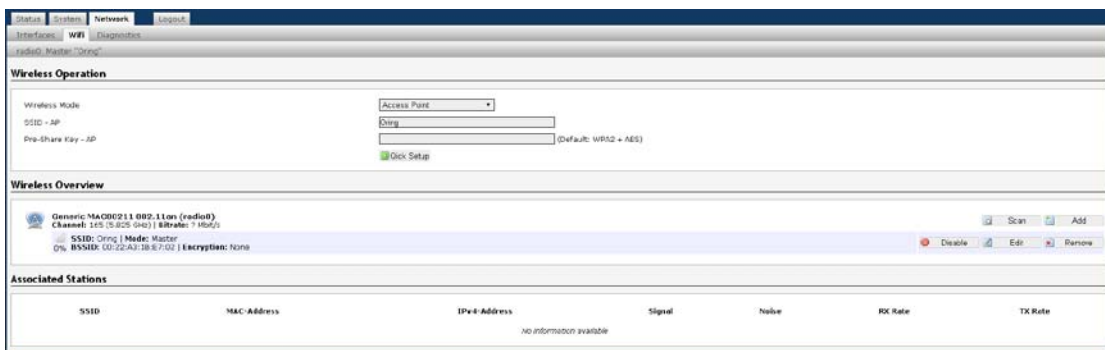 Status System Network Logout
Interfaces Wifi Diagnostics
radio0: Master "Oring"
Wireless Operation
Wireless Mode Access Point
SSID - AP Oring
Pre-Share Key - AP (Default: WPA2 + AES)
Qick Setup
Wireless Overview
Generic MAC80211 802.11an (radio0)
Channel: 165 (5.825 GHz) | Bitrate: ? Mbit/s
Scan Add
SSID: Oring | Mode: Master
0% BSSID: 00:22:A3:1B:E7:02 | Encryption: None
Disable Edit Remove
Associated Stations
SSID MAC-Address IPv4-Address Signal Noise RX Rate TX Rate
No information available